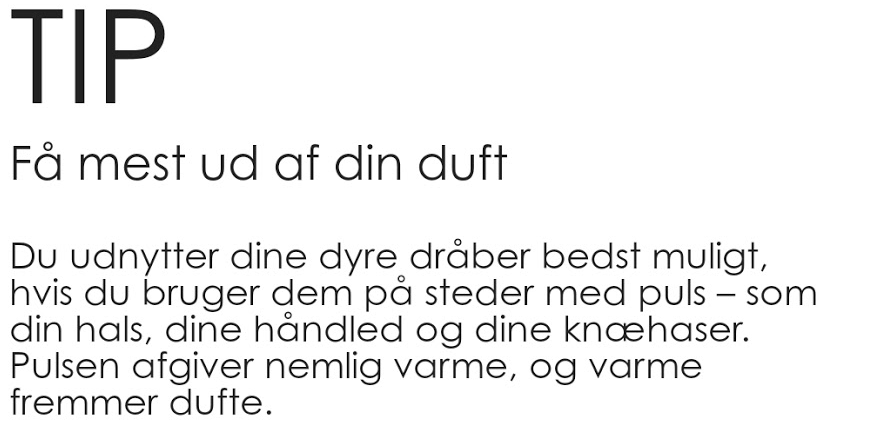 TIP
Få mest ud af din duft
Du udnytter dine dyre dråber bedst muligt,
hvis du bruger dem på steder med puls – som
din hals, dine håndled og dine knæhaser.
Pulsen afgiver nemlig varme, og varme
fremmer dufte.